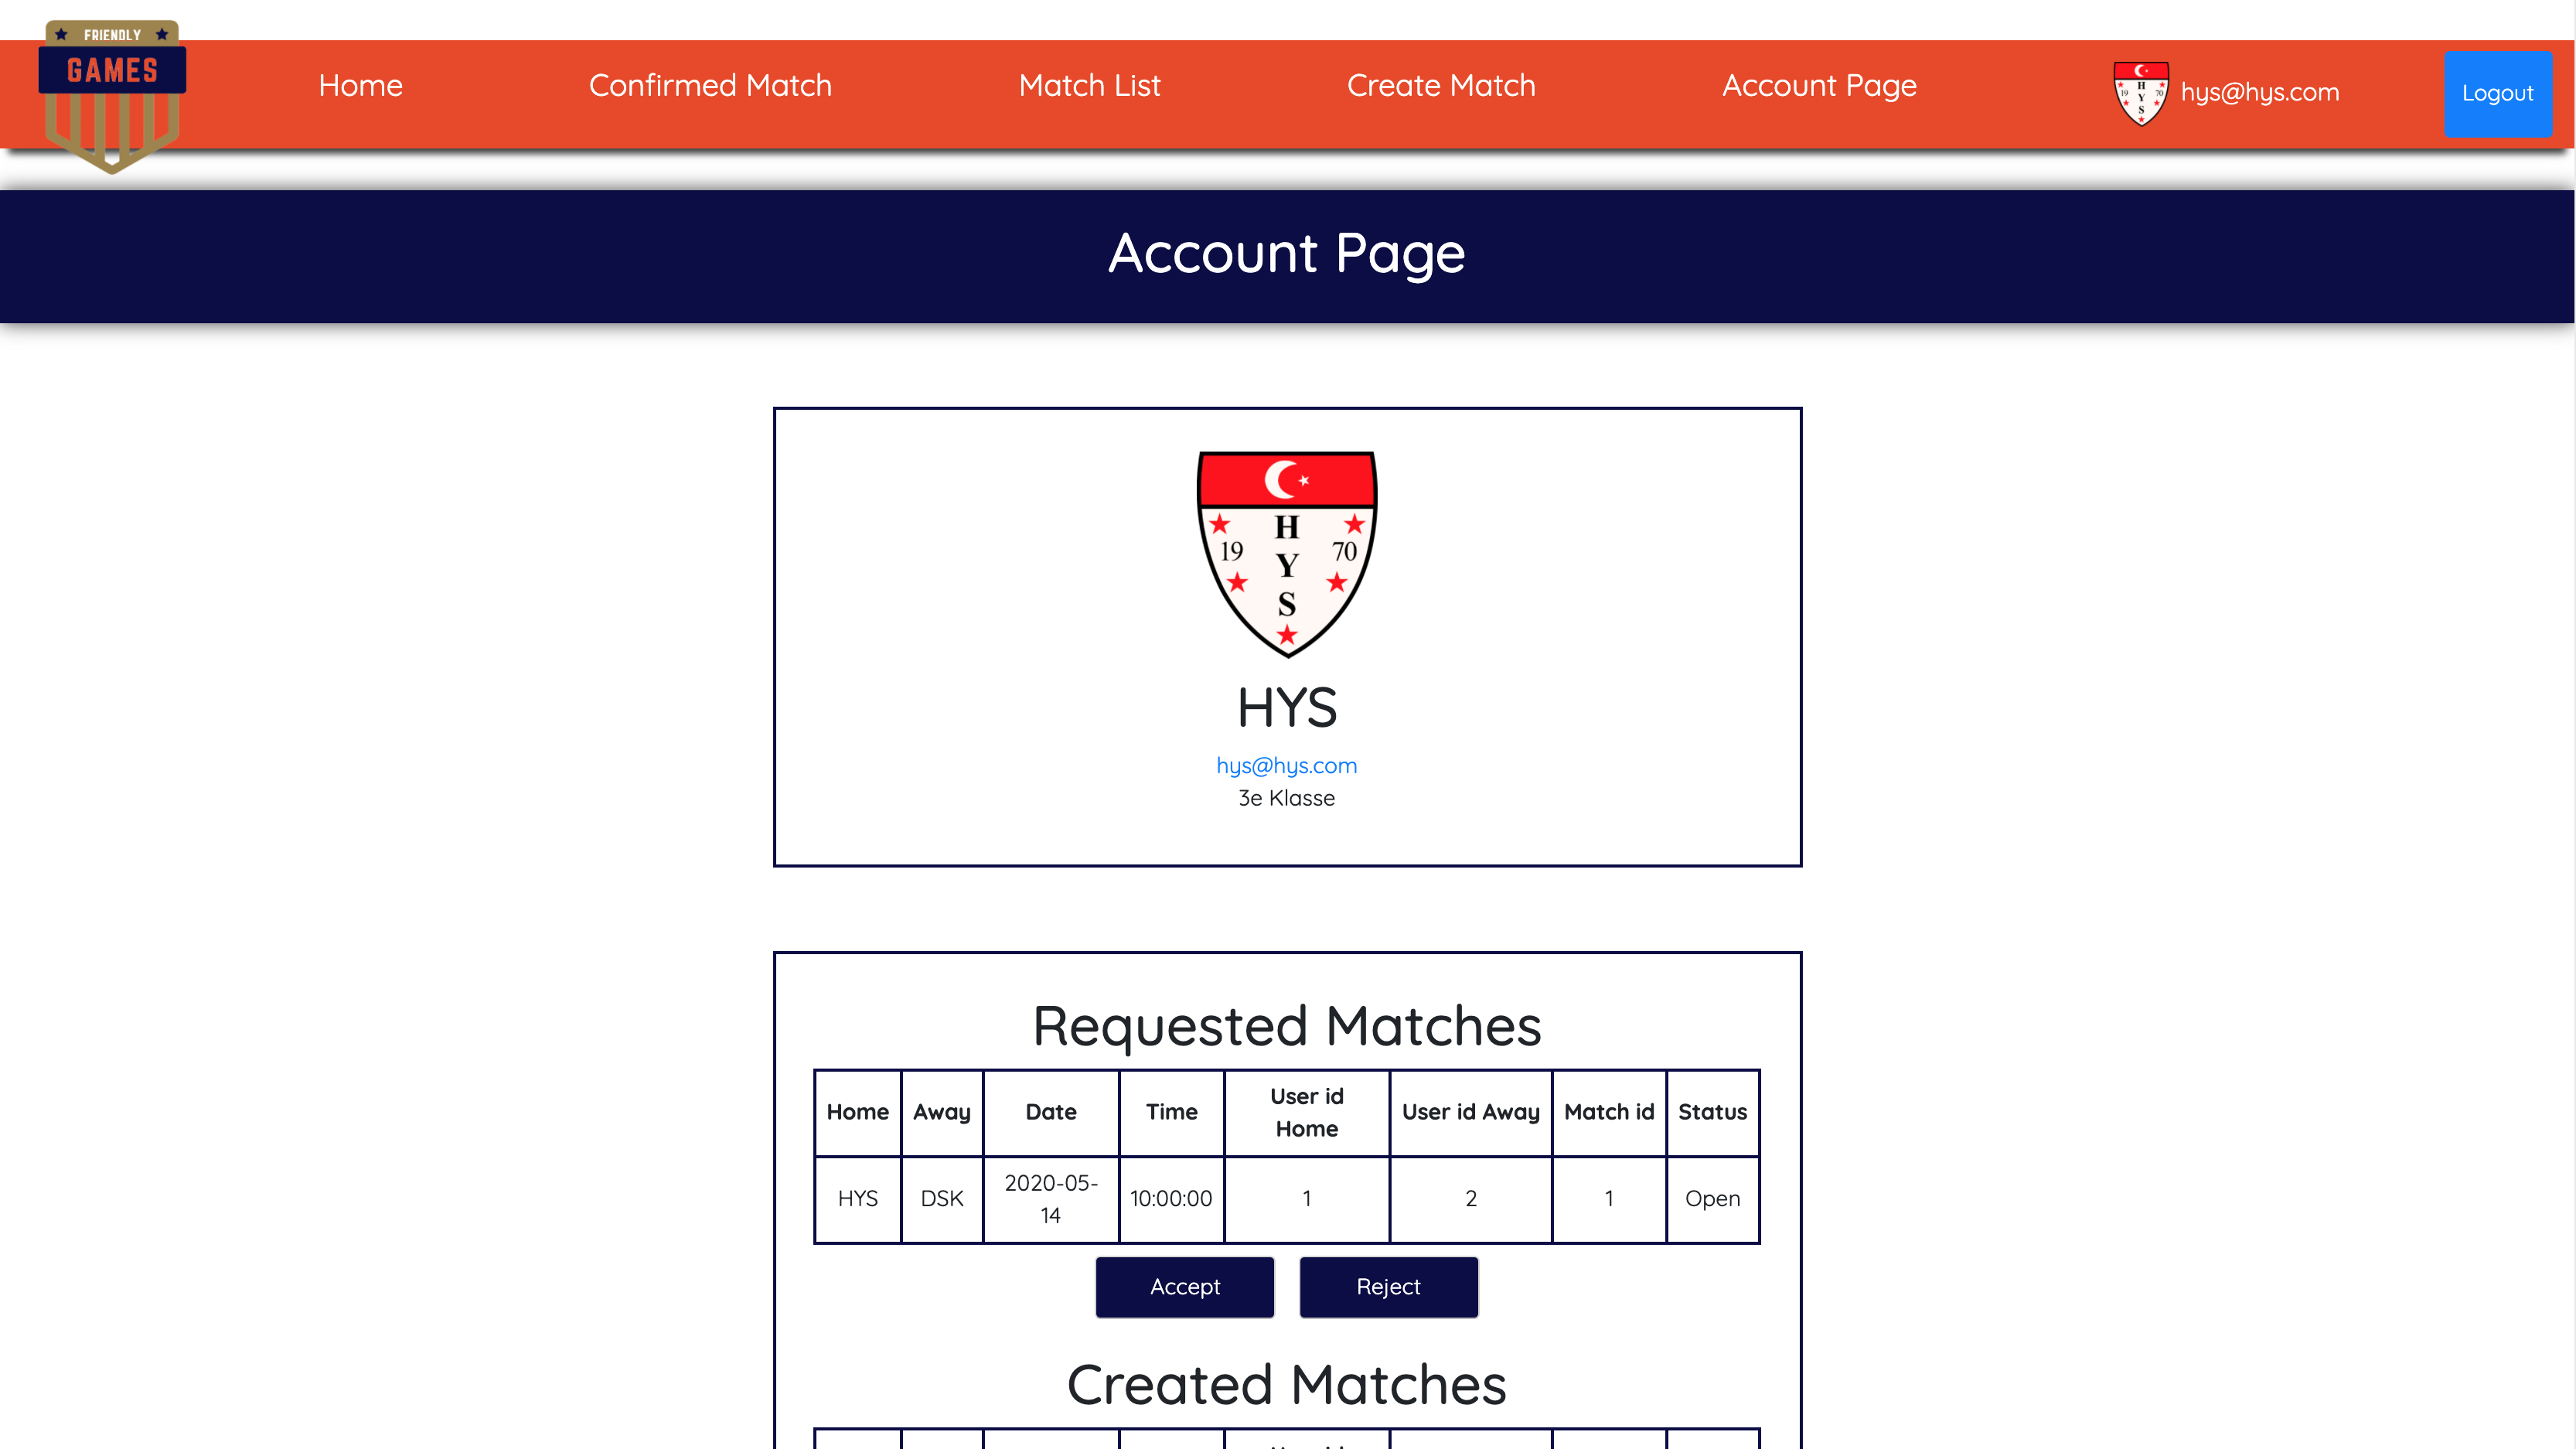 FRIENDLY
GAMES
Home
Confirmed Match
Match List
Create Match
Account Page
19 H 70
Y
S
hys@hys.com
Logout
Account Page
H
19 70
Y
S
HYS
hys@hys.com
3e Klasse
Requested Matches
Home Away Date Time User id Home User id Away Match id Status
HYS DSK 2020-05-14 10:00:00 1 2 1 Open
Accept
Reject
Created Matches